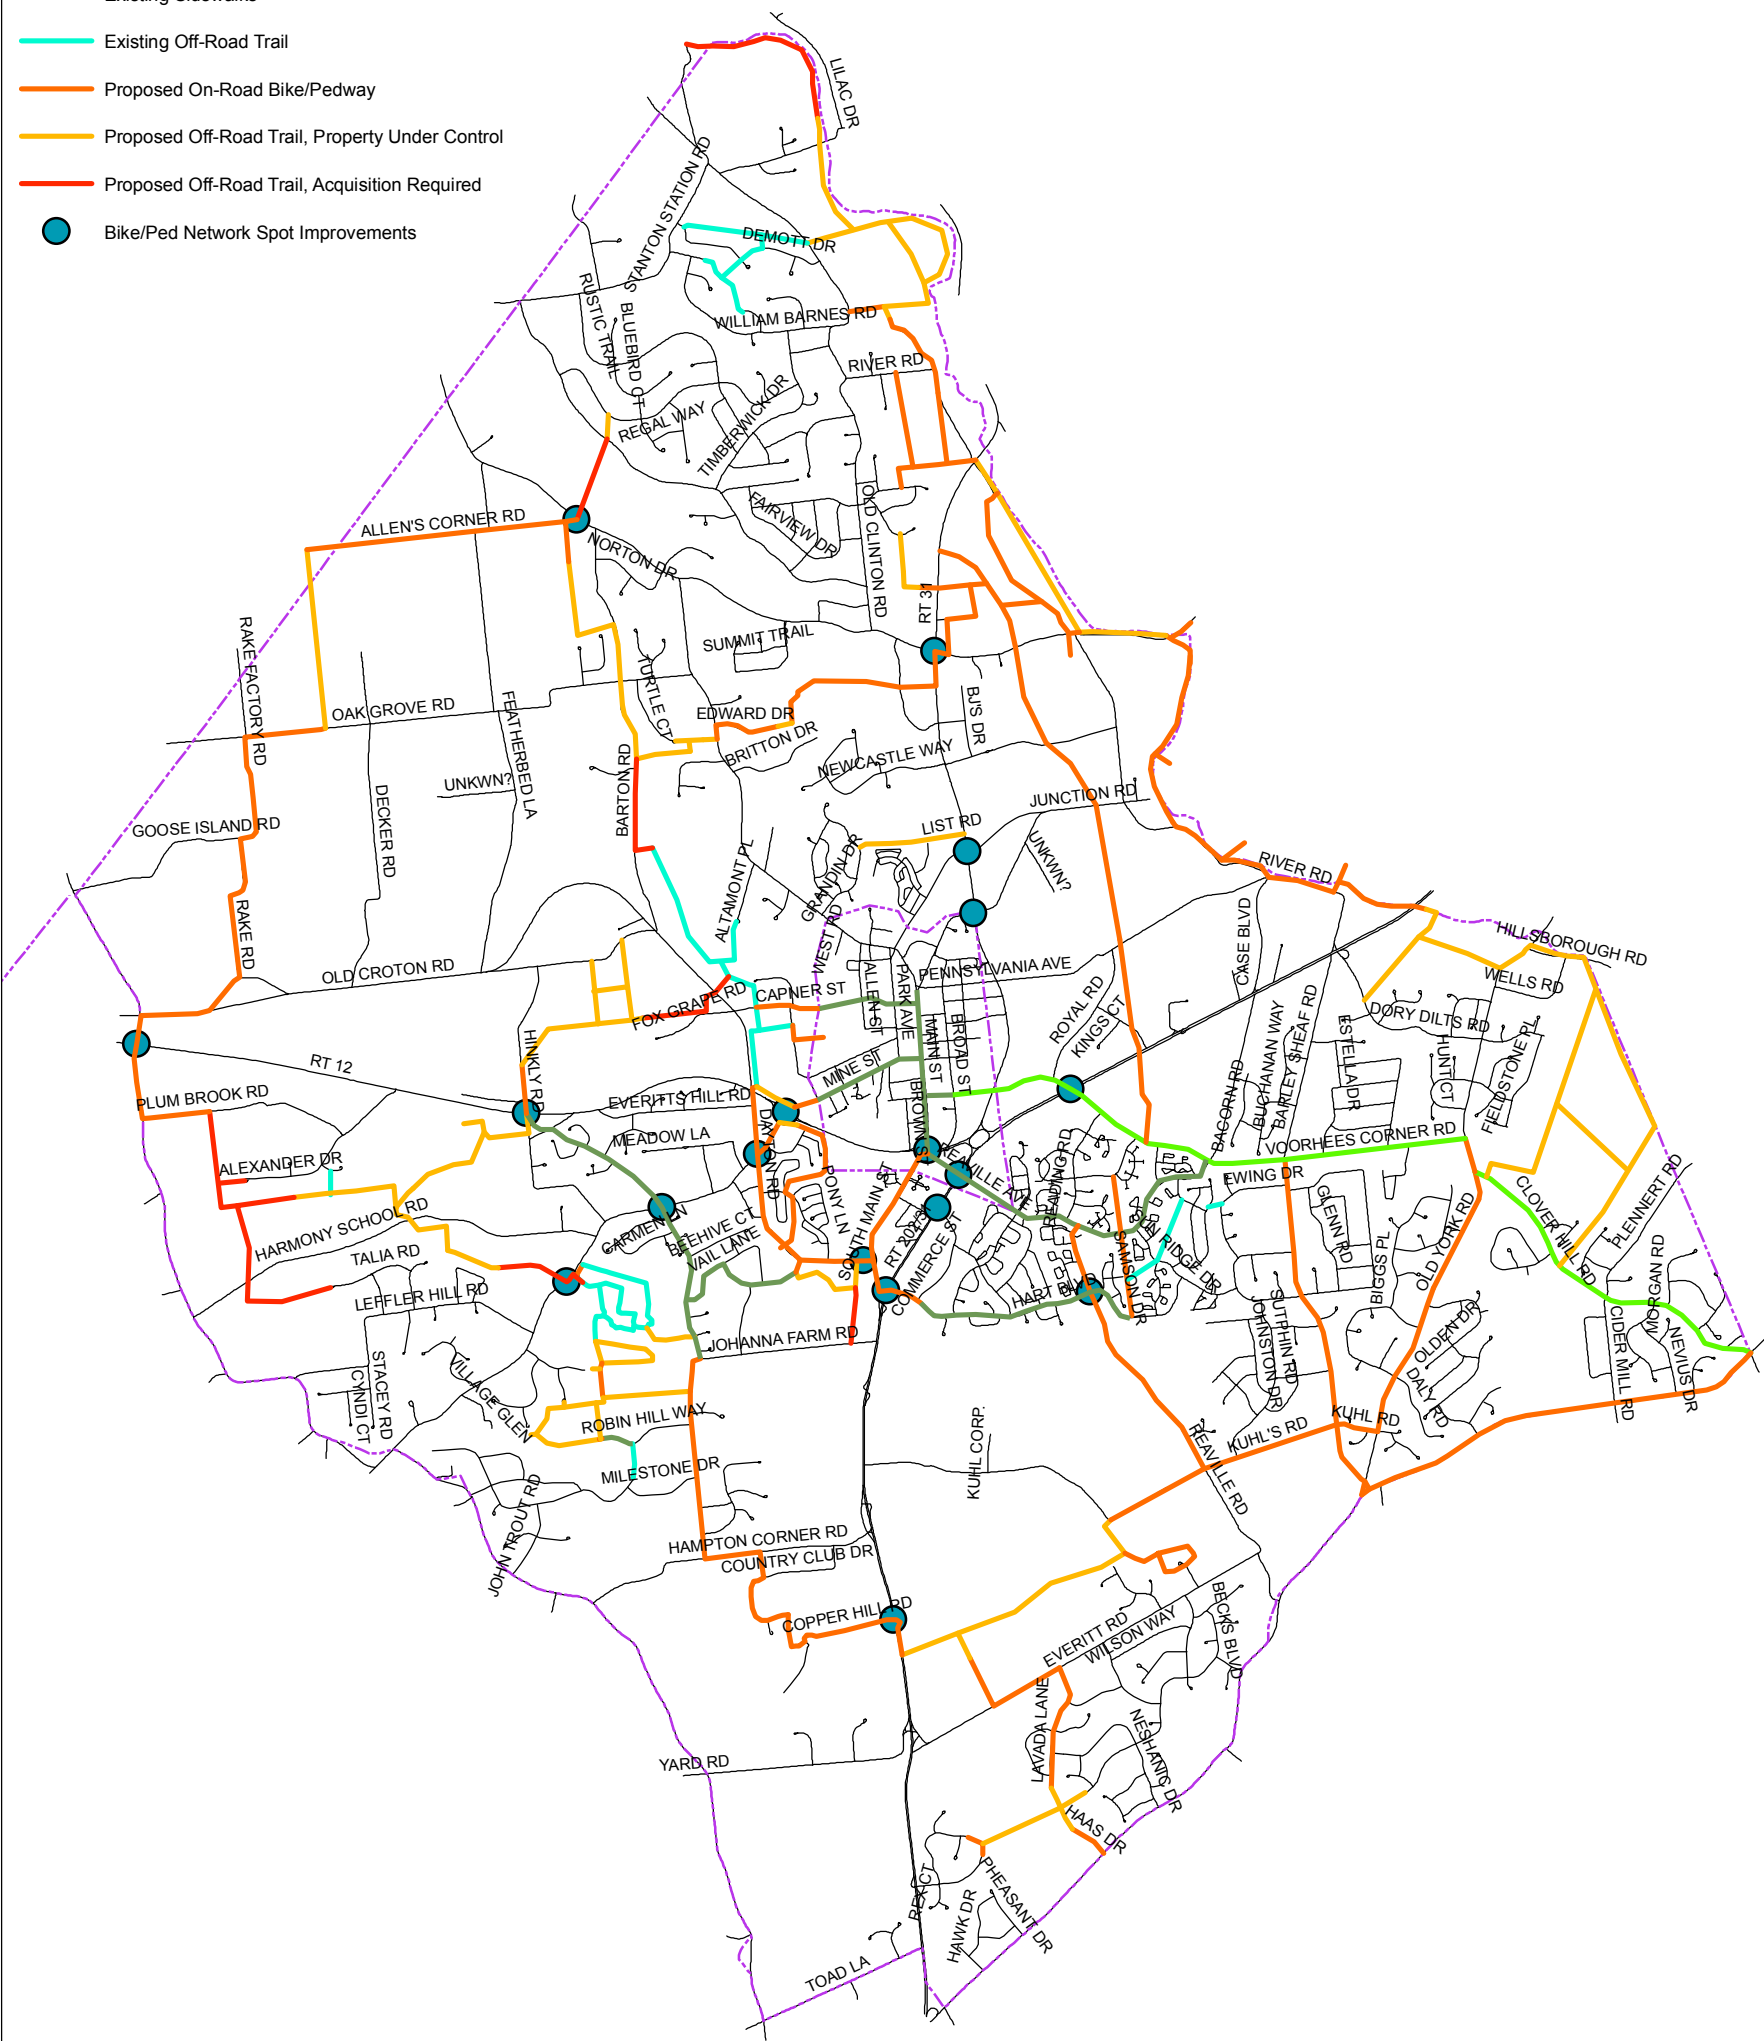 Existing Sidewalks
Existing Off-Road Trail
Proposed On-Road Bike/Pedway
Proposed Off-Road Trail, Property Under Control
Proposed Off-Road Trail, Acquisition Required
Bike/Ped Network Spot Improvements
LILAC DR
STANTON STATION RD
DEMOTT DR
RUSTIC TRAIL
BLUEBIRD CT
WILLIAM BARNES RD
RIVER RD
REGAL WAY
TIMBERWICK DR
ALLEN'S CORNER RD
FAIRVIEW DR
OLD CLINTON RD
NORTON DR
RT 31
RAKE FACTORY RD
SUMMIT TRAIL
TURTLE CT
OAK GROVE RD
FEATHERBED LA
EDWARD DR
BJ'S DR
BRITTON DR
NEWCASTLE WAY
UNKWN?
BARTON RD
DECKER RD
JUNCTION RD
GOOSE ISLAND RD
LIST RD
UNKWN?
GRANDIN DR
ALTAMONT PL
RIVER RD
RAKE RD
WEST RD
CASE BLVD
HILLSBOROUGH RD
OLD CROTON RD
ALLEN ST
PARK AVE
PENNSYLVANIA AVE
WELLS RD
FOX GRAPE RD
CAPNER ST
ROYAL RD
KINGS CT
MAIN ST
BROAD ST
BUCHANAN WAY
BARLEY SHEAF RD
ESTELLA DR
DORY DILTS RD
HUNT CT
FIELDSTONE PL
HINKLY RD
RT 12
MINE ST
PLUM BROOK RD
EVERITTS HILL RD
BROWN ST
BACORN RD
DAYTON RD
MEADOW LA
VOORHEES CORNER RD
ALEXANDER DR
REAVILLE AVE
READING RD
EWING DR
PONY LN
SOUTH MAIN ST
GLENN RD
CLOVER HILL RD
PLENNERT RD
HARMONY SCHOOL RD
CARMEN LN
BEEHIVE CT
VAIL LANE
RT 202/31
COMMERCE ST
SAMSON DR
OLD YORK RD
BIGGS PL
TALIA RD
LEFFLER HILL RD
HART BLVD
MORGAN RD
JOHANNA FARM RD
JOHNSTON DR
SUTPHIN RD
OLDEN DR
CIDER MILL RD
NEVIUS DR
STACEY RD
CYNDI CT
VILLAGE GLEN
DALY RD
ROBIN HILL WAY
KUHL RD
KUHL'S RD
KUHL CORP.
REAVILLE RD
MILESTONE DR
JOHN TROUT RD
HAMPTON CORNER RD
COUNTRY CLUB DR
COPPER HILL RD
BECKS BLVD
EVERITT RD
WILSON WAY
LAVADA LANE
NESHANIC DR
YARD RD
HAAS DR
REX CT
PHEASANT DR
HAWK DR
TOAD LA